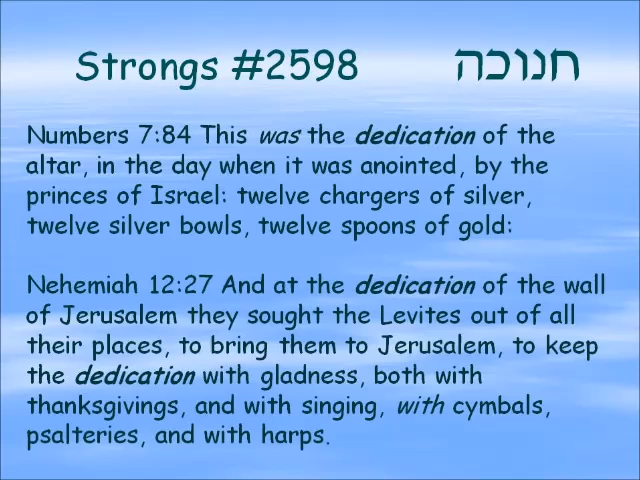 Strongs #2598 חנוכה
Numbers 7:84 This was the dedication of the
altar, in the day when it was anointed, by the
princes of Israel: twelve chargers of silver,
twelve silver bowls, twelve spoons of gold:
Nehemiah 12:27 And at the dedication of the wall
of Jerusalem they sought the Levites out of all
their places, to bring them to Jerusalem, to keep
the dedication with gladness, both with
thanksgivings, and with singing, with cymbals,
psalteries, and with harps.